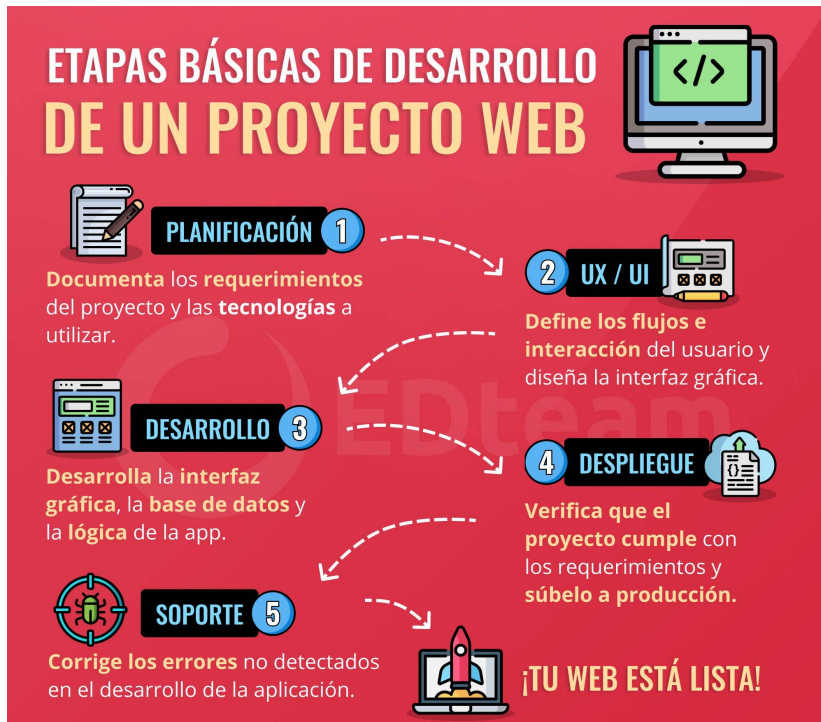 ETAPAS BÁSICAS DE DESARROLLO
DE UN PROYECTO WEB
</>
PLANIFICACIÓN 1
Documenta los requerimientos
del proyecto y las tecnologías a
utilizar.
2 UX / UI
Define los flujos e
interacción del usuario y
diseña la interfaz gráfica.
EDteam
DESARROLLO 3
Desarrolla la interfaz
gráfica, la base de datos y
la lógica de la app.
4 DESPLIEGUE
{}
Verifica que el
proyecto cumple con
los requerimientos y
súbelo a producción.
SOPORTE 5
Corrige los errores no detectados
en el desarrollo de la aplicación.
¡TU WEB ESTÁ LISTA!